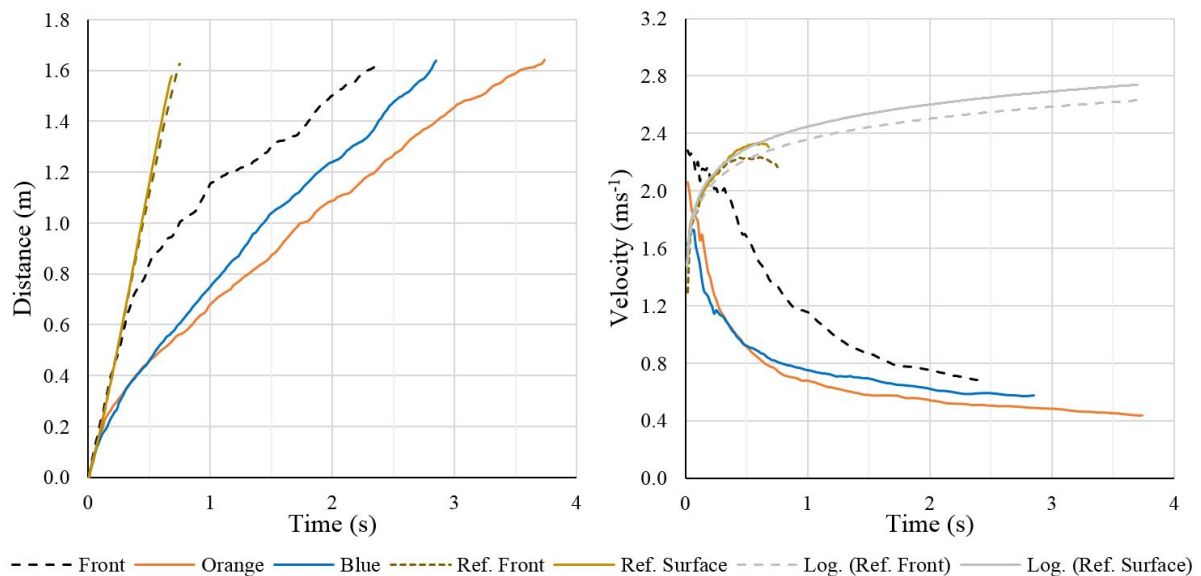 Distance (m)
1.8
1.6
1.4
1.2
1.0
0.8
0.6
0.4
0.2
0.0
0 1 2 3 4
Time (s)
Velocity (ms⁻¹)
3.2
2.8
2.4
2.0
1.6
1.2
0.8
0.4
0.0
0 1 2 3 4
Time (s)
Front Orange Blue Ref. Front Ref. Surface Log. (Ref. Front) Log. (Ref. Surface)